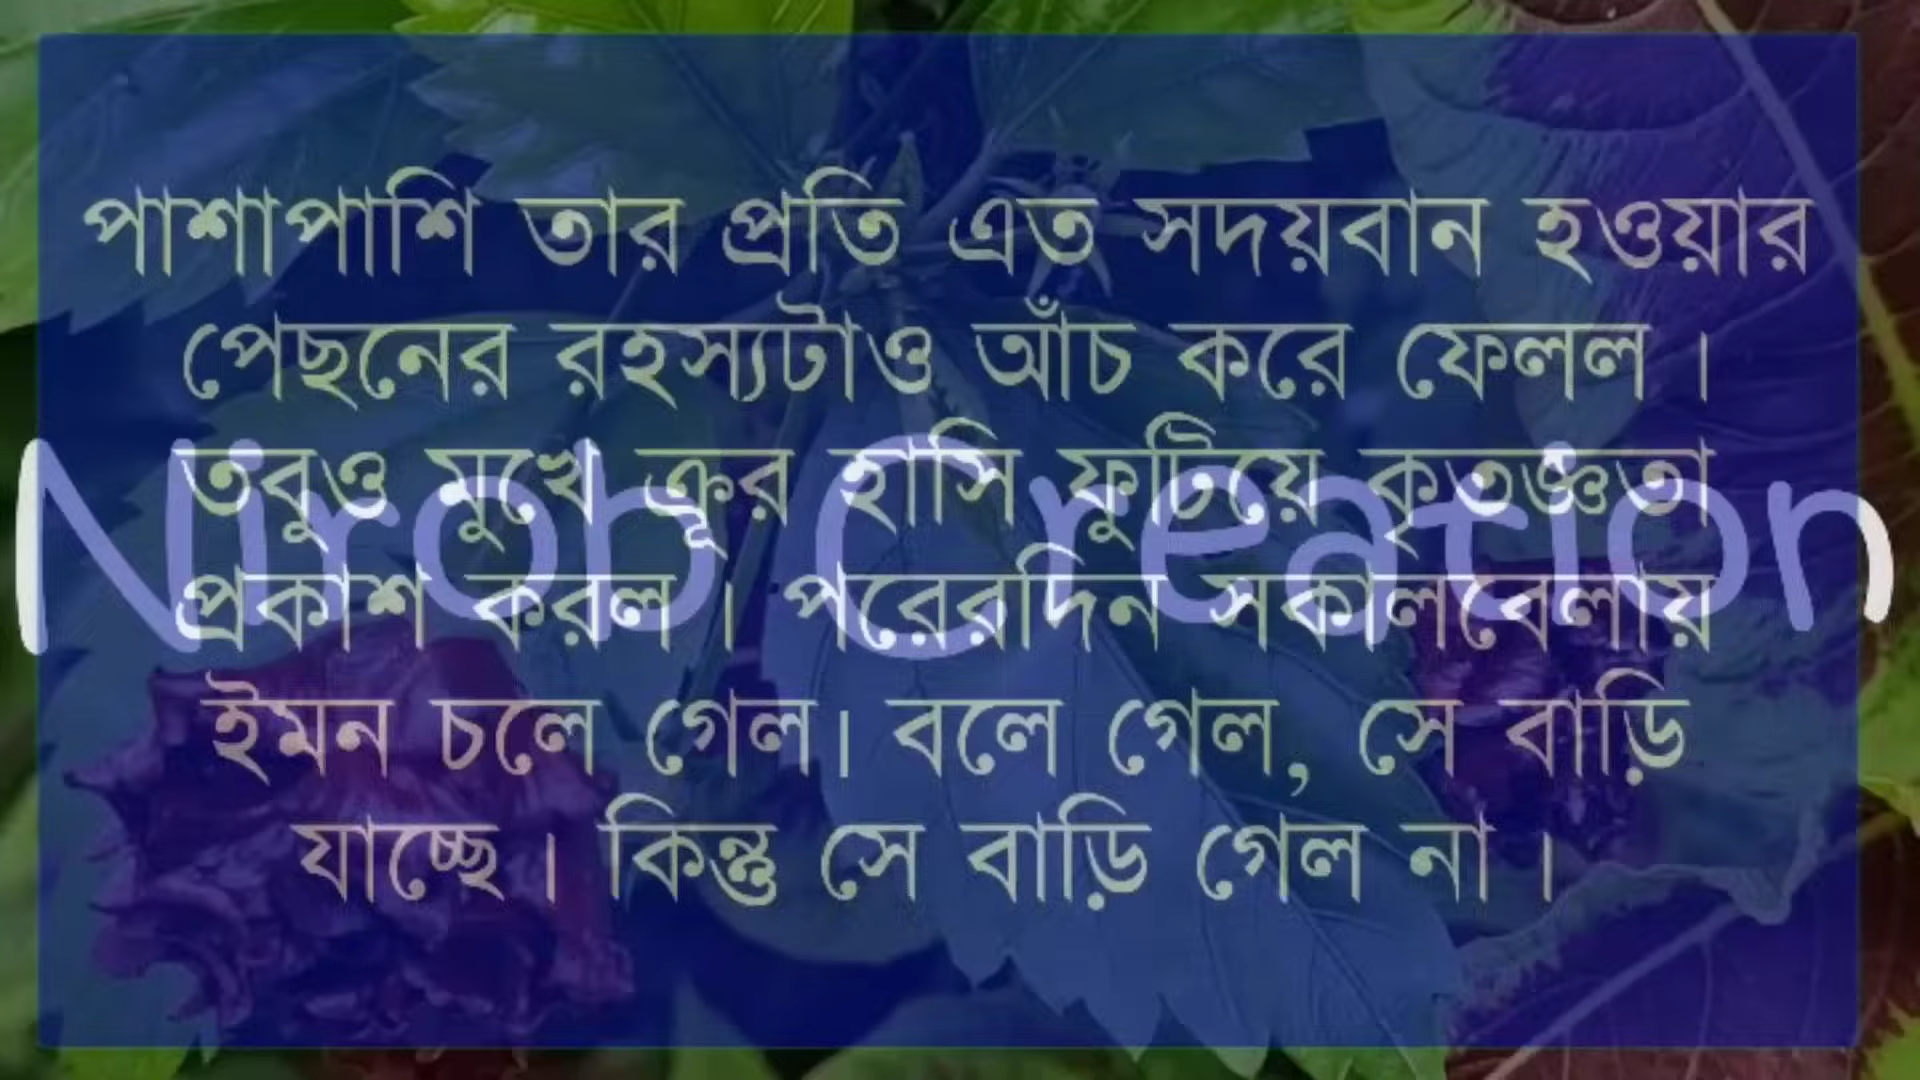 পাশাপাশি তার প্রতি এত সদয়বান হওয়ার
পেছনের রহস্যটাও আঁচ করে ফেলল ।
তবুও মুখে ক্রূর হাসি ফুটিয়ে কৃতজ্ঞতা
Nirob Creation
প্রকাশ করল । পরেরদিন সকালবেলায়
ইমন চলে গেল। বলে গেল, সে বাড়ি
যাচ্ছে । কিন্তু সে বাড়ি গেল না ।